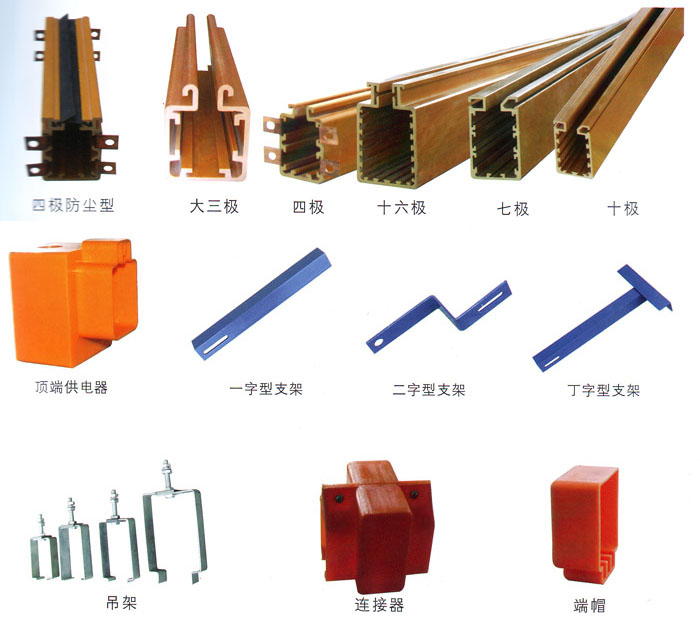 四极防尘型
大三极
四极
十六极
七极
十极
顶端供电器
一字型支架
二字型支架
丁字型支架
吊架
连接器
端帽